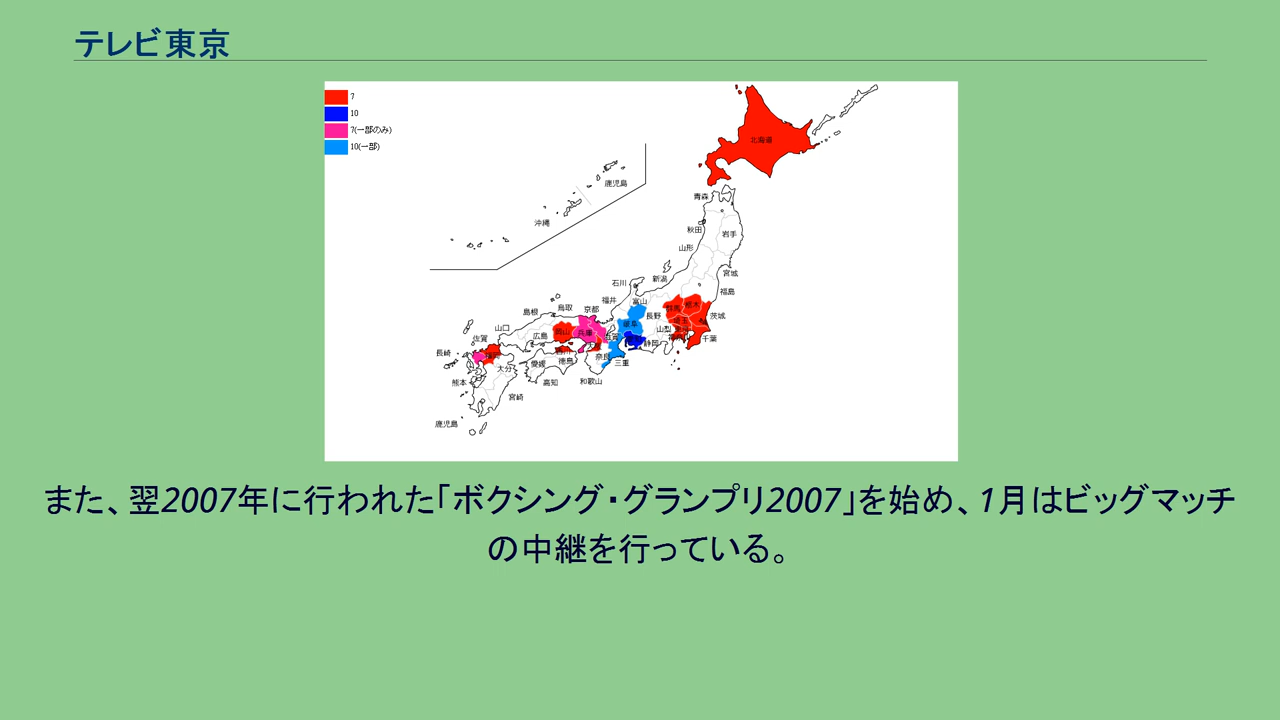 テレビ東京
7
10
7(一部のみ)
10(一部)
北海道
鹿児島
沖縄
青森
秋田
岩手
山形
宮城
新潟
福島
石川
富山
福井
長野
群馬
栃木
茨城
埼玉
山梨
千葉
静岡
岐阜
三重
奈良
和歌山
京都
兵庫
鳥取
岡山
島根
広島
山口
徳島
愛媛
高知
佐賀
福岡
長崎
大分
熊本
宮崎
鹿児島
また、翌2007年に行われた「ボクシング・グランプリ2007」を始め、1月はビッグマッチ
の中継を行っている。